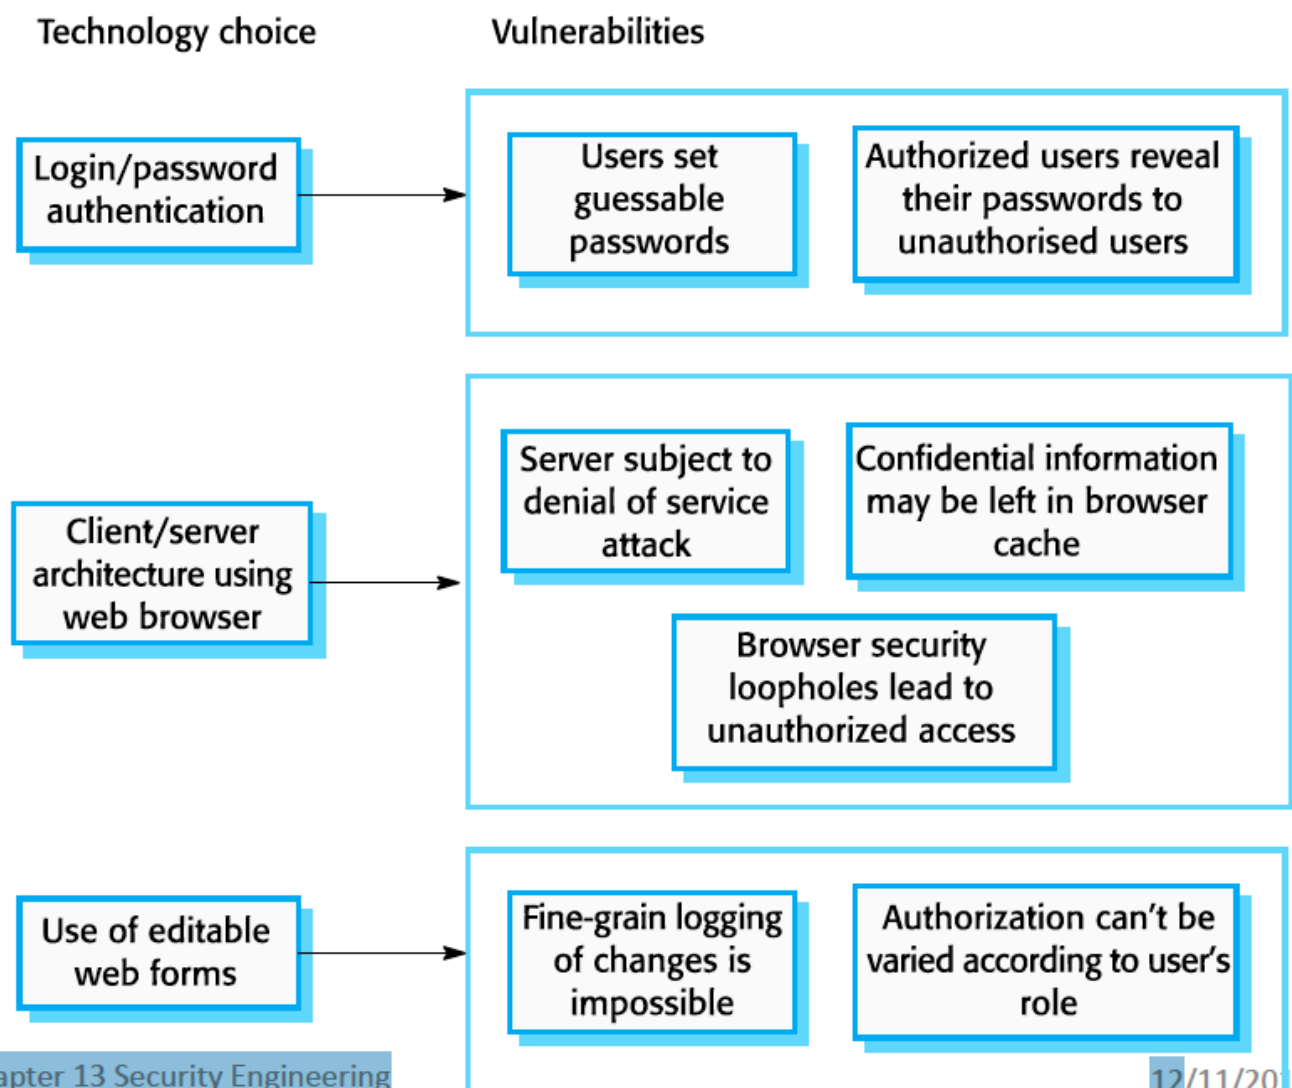 Technology choice
Vulnerabilities
Login/password
authentication
Users set
guessable
passwords
Authorized users reveal
their passwords to
unauthorised users
Client/server
architecture using
web browser
Server subject to
denial of service
attack
Confidential information
may be left in browser
cache
Browser security
loopholes lead to
unauthorized access
Use of editable
web forms
Fine-grain logging
of changes is
impossible
Authorization can't be
varied according to user's
role
apter 13 Security Engineering
12/11/201